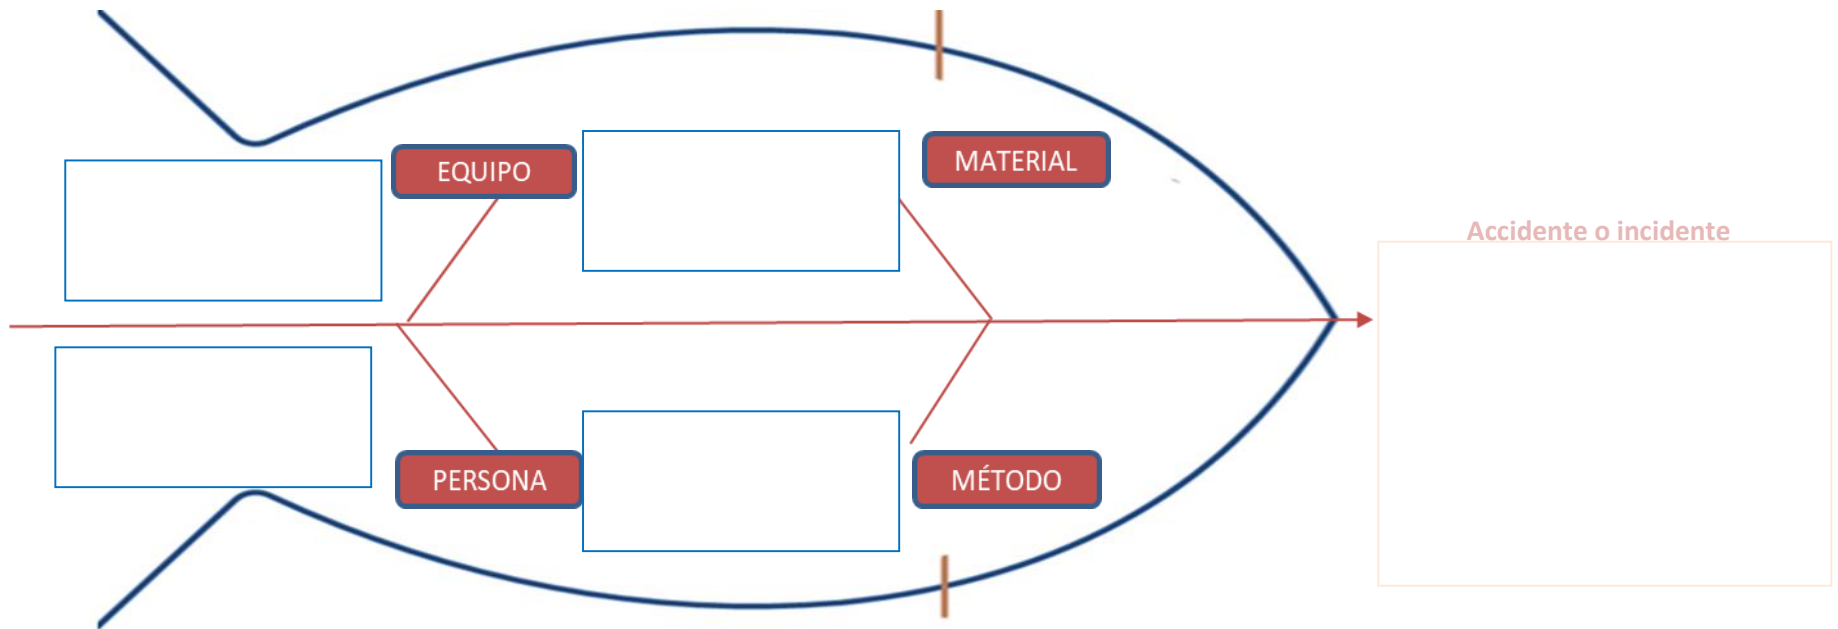 EQUIPO
MATERIAL
Accidente o incidente
PERSONA
MÉTODO